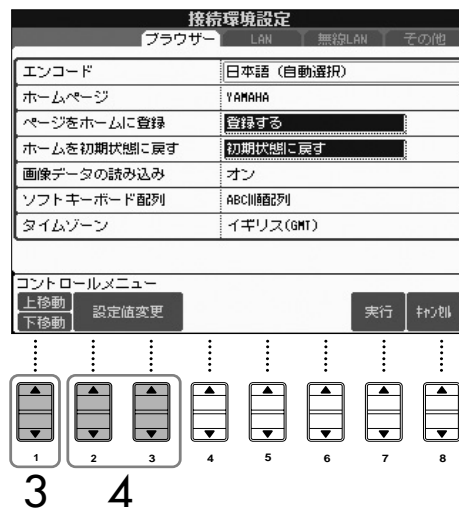 接続環境設定
ブラウザー LAN 無線LAN その他
エンコード 日本語（自動選択）
ホームページ YAMAHA
ページをホームに登録 登録する
ホームを初期状態に戻す 初期状態に戻す
画像データの読み込み オン
ソフトキーボード配列 ABC順配列
タイムゾーン イギリス(GMT)
コントロールメニュー
上移動
下移動 設定値変更 実行 ｷｬﾝｾﾙ
1 2 3 4 5 6 7 8
3 4